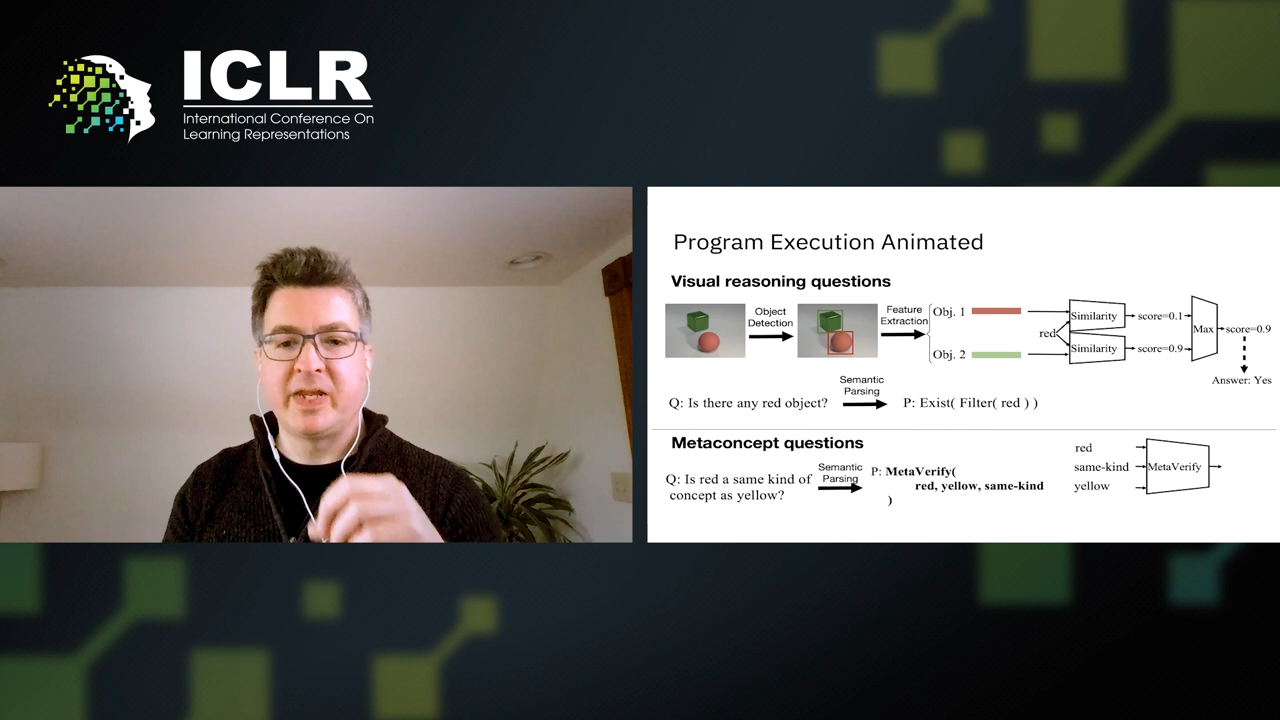 ICLR
International Conference On
Learning Representations
Program Execution Animated
Visual reasoning questions
Object
Detection
Feature
Extraction
Obj. 1
Obj. 2
red
Similarity
Similarity
score=0.1
score=0.9
Max
score=0.9
Answer: Yes
Q: Is there any red object?
Semantic
Parsing
P: Exist( Filter( red ) )
Metaconcept questions
Q: Is red a same kind of
concept as yellow?
Semantic
Parsing
P: MetaVerify(
red, yellow, same-kind
)
red
same-kind
yellow
MetaVerify